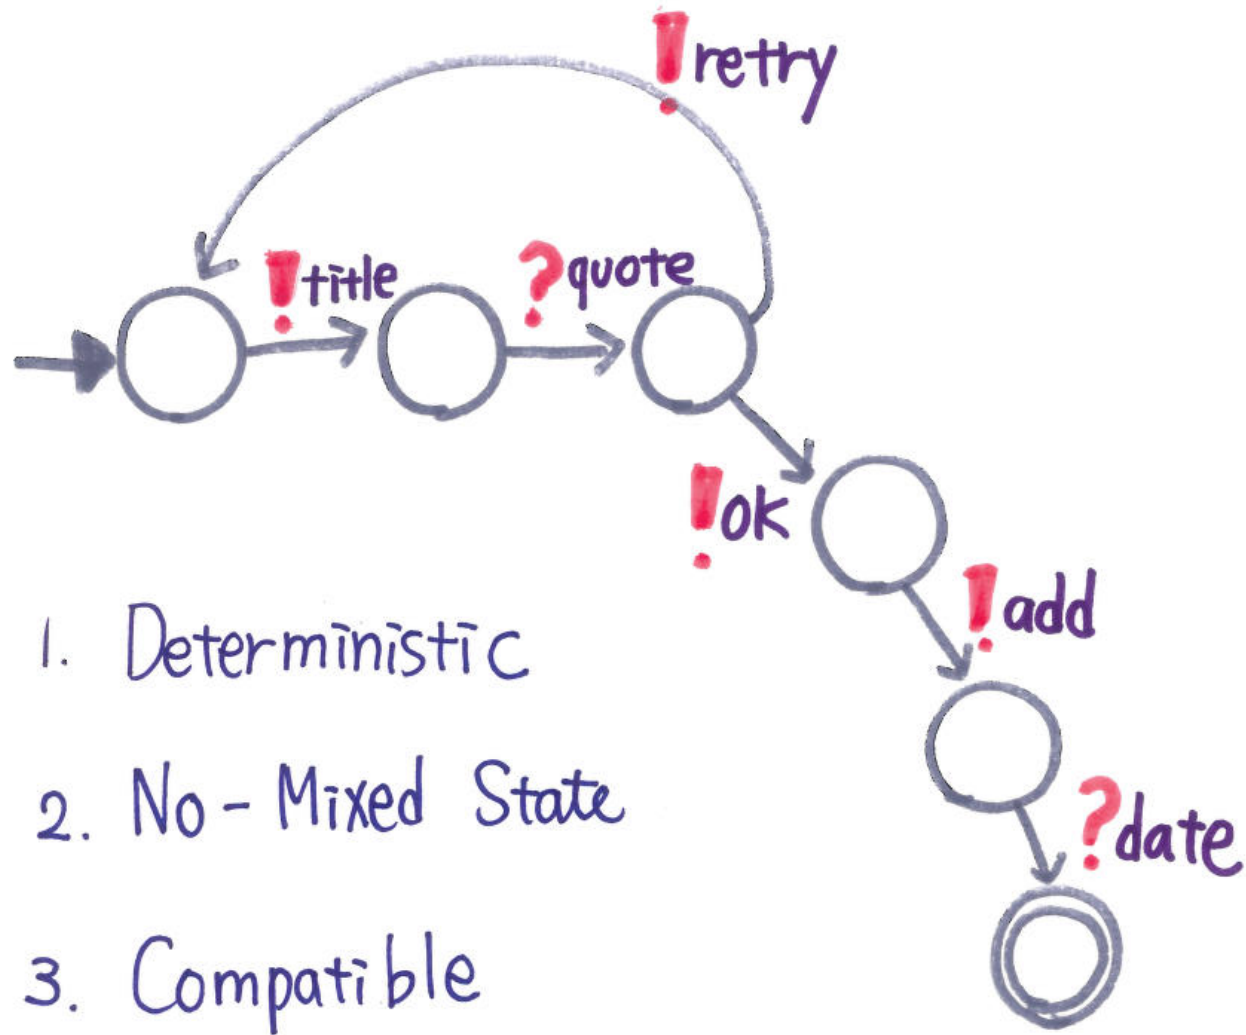 !retry
!title
?quote
!ok
!add
?date
1. Deterministic
2. No-Mixed State
3. Compatible